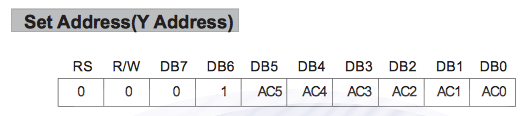 Set Address(Y Address)
RS R/W DB7 DB6 DB5 DB4 DB3 DB2 DB1 DB0
0 0 0 1 AC5 AC4 AC3 AC2 AC1 AC0